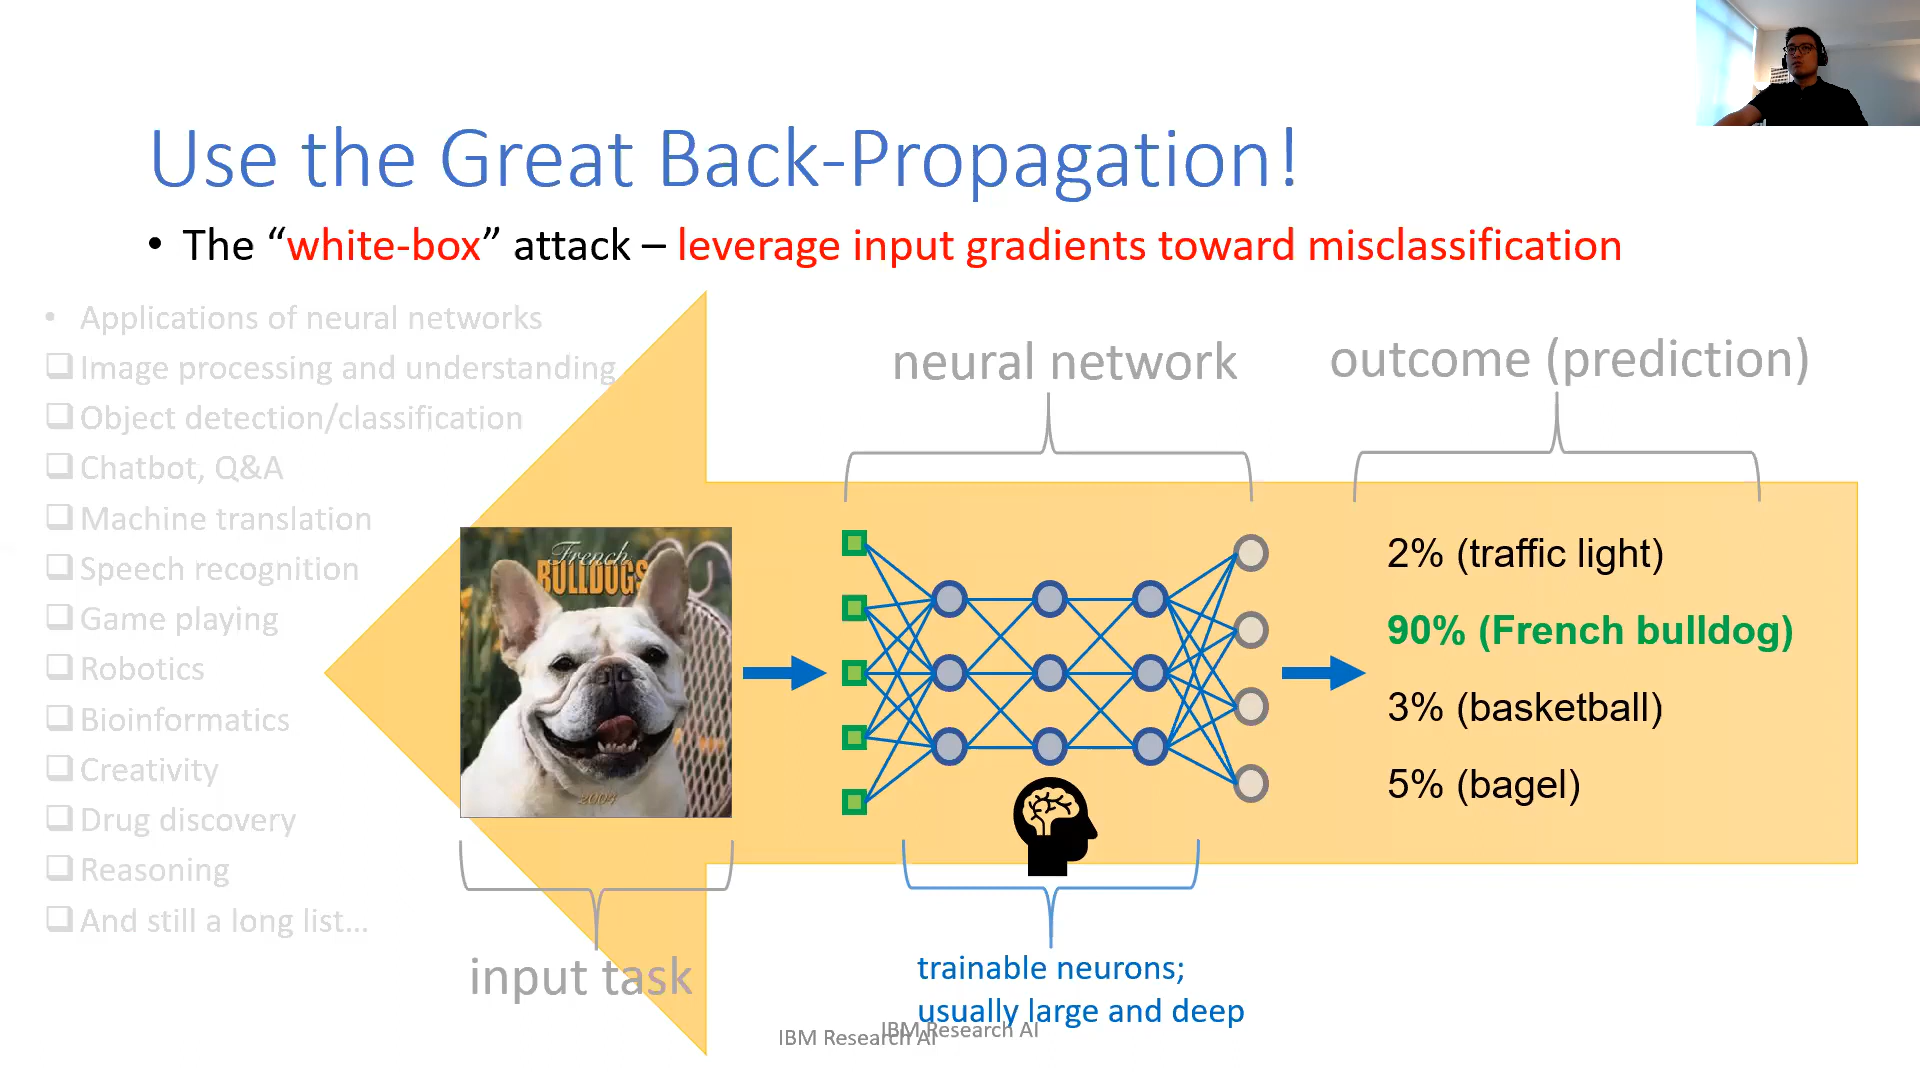 Use the Great Back-Propagation!
• The “white-box” attack – leverage input gradients toward misclassification
• Applications of neural networks
❑ Image processing and understanding
❑ Object detection/classification
❑ Chatbot, Q&A
❑ Machine translation
❑ Speech recognition
❑ Game playing
❑ Robotics
❑ Bioinformatics
❑ Creativity
❑ Drug discovery
❑ Reasoning
❑ And still a long list...
French
BULLDOGS
2004
input task
neural network
trainable neurons;
usually large and deep
outcome (prediction)
2% (traffic light)
90% (French bulldog)
3% (basketball)
5% (bagel)
IBM Research AI
IBM Research AI